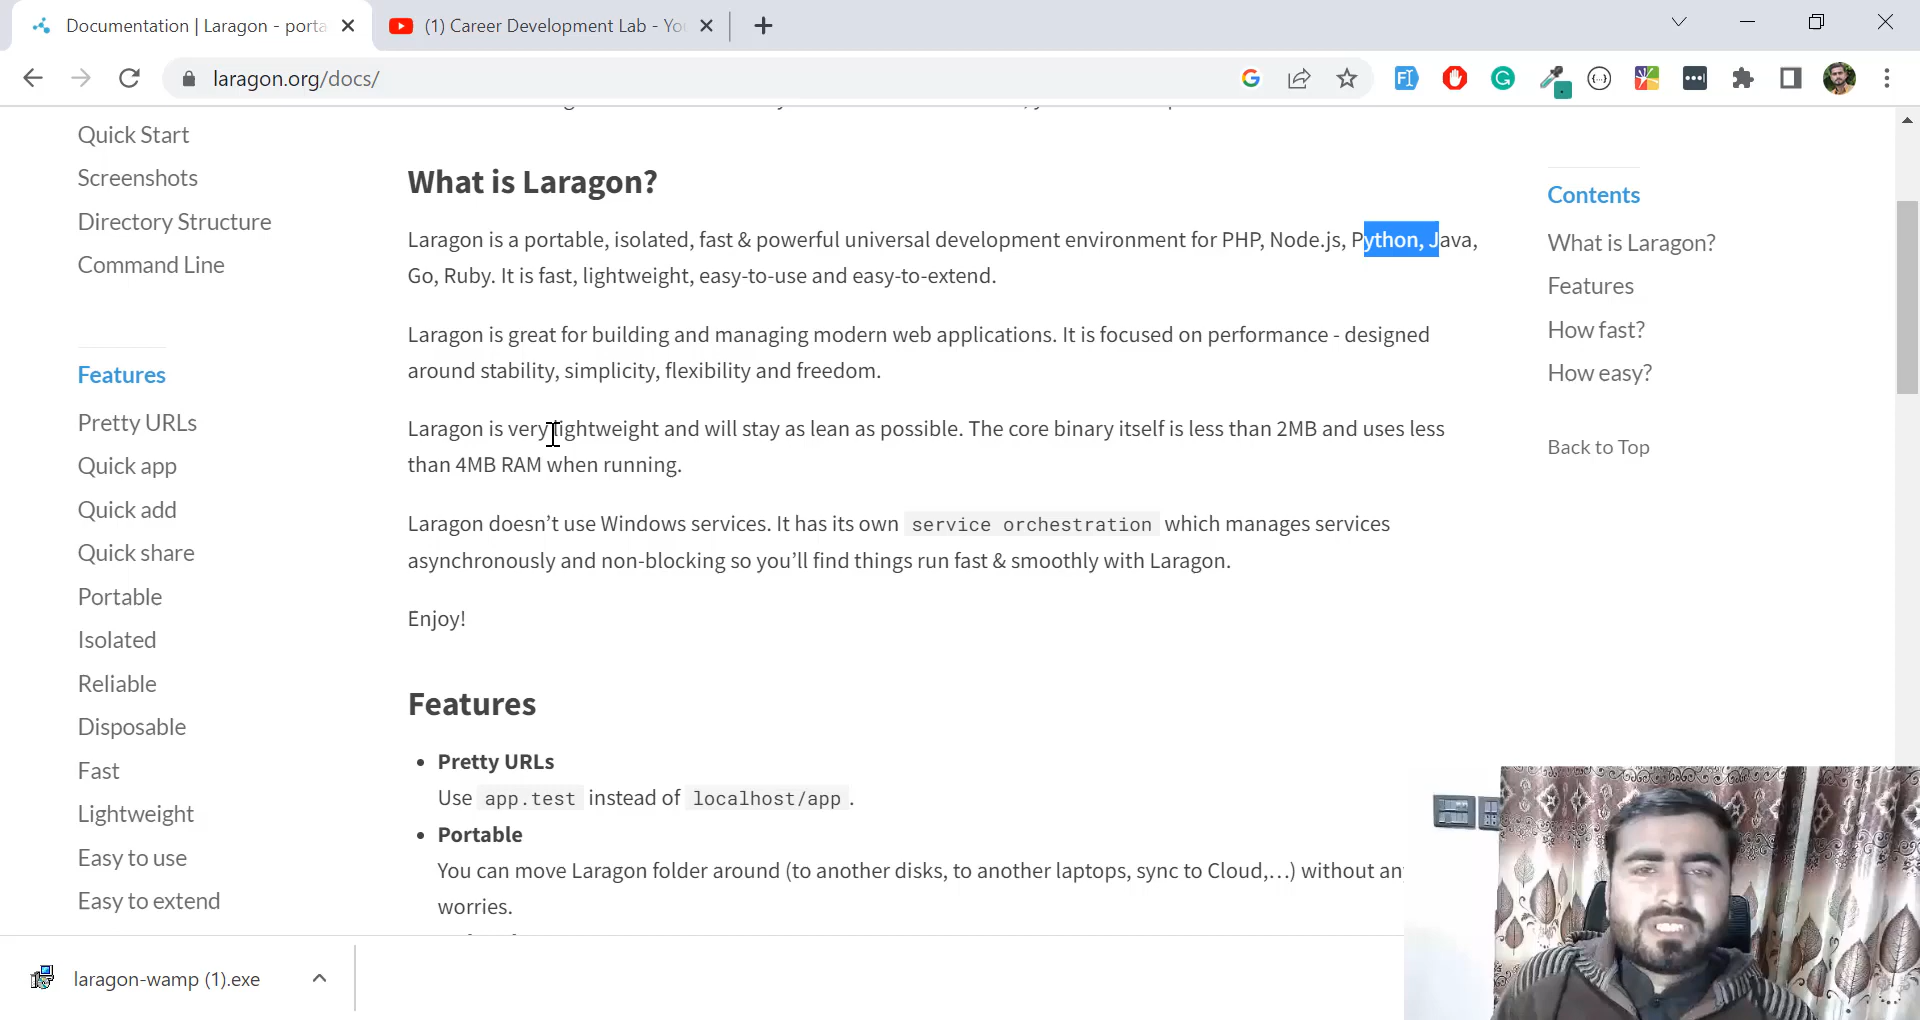 Documentation | Laragon - porta
(1) Career Development Lab - Yo
laragon.org/docs/
Quick Start
Screenshots
Directory Structure
Command Line
Features
Pretty URLs
Quick app
Quick add
Quick share
Portable
Isolated
Reliable
Disposable
Fast
Lightweight
Easy to use
Easy to extend
What is Laragon?
Laragon is a portable, isolated, fast & powerful universal development environment for PHP, Node.js, Python, Java,
Go, Ruby. It is fast, lightweight, easy-to-use and easy-to-extend.
Laragon is great for building and managing modern web applications. It is focused on performance - designed
around stability, simplicity, flexibility and freedom.
Laragon is very lightweight and will stay as lean as possible. The core binary itself is less than 2MB and uses less
than 4MB RAM when running.
Laragon doesn’t use Windows services. It has its own service orchestration which manages services
asynchronously and non-blocking so you’ll find things run fast & smoothly with Laragon.
Enjoy!
Features
• Pretty URLs
Use app.test instead of localhost/app .
• Portable
You can move Laragon folder around (to another disks, to another laptops, sync to Cloud,…) without any
worries.
Contents
What is Laragon?
Features
How fast?
How easy?
Back to Top
laragon-wamp (1).exe